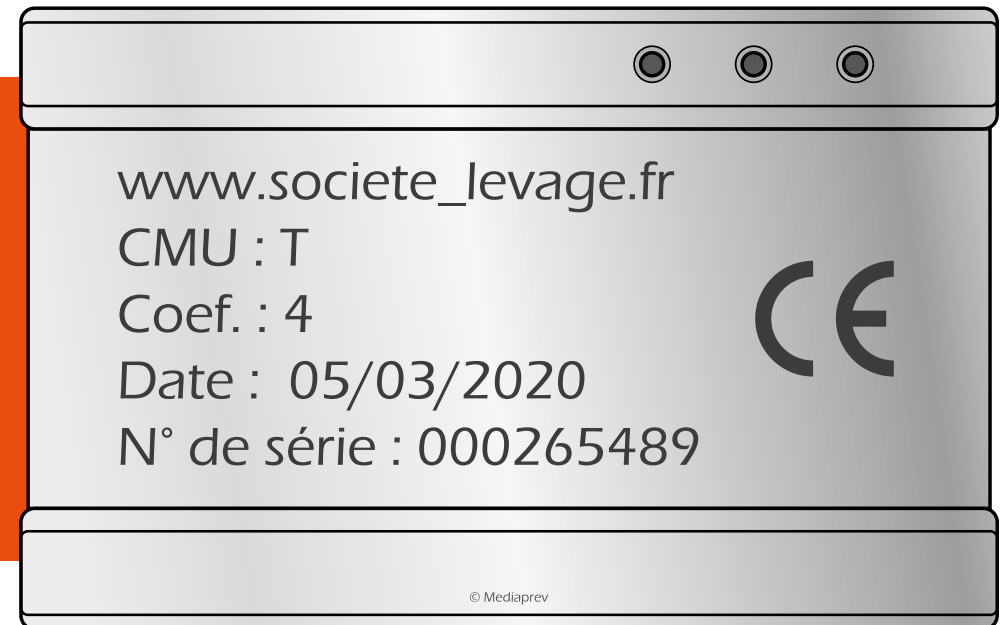 www.societe_levage.fr
CMU : T
Coef. : 4
Date : 05/03/2020
N° de série : 000265489
CE
© Mediaprev